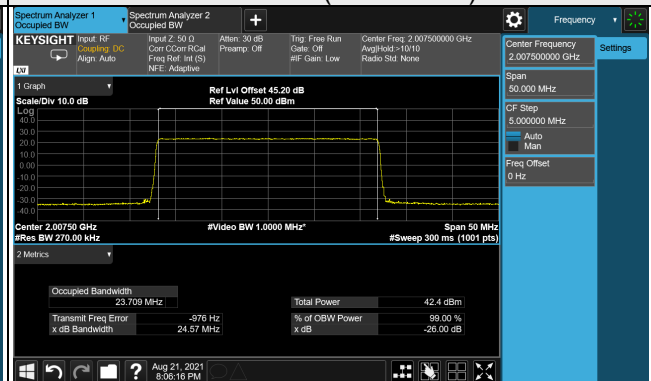 Spectrum Analyzer 1
Occupied BW
Spectrum Analyzer 2
Occupied BW
+
Frequency
KEYSIGHT
Input: RF
Coupling: DC
Align: Auto
Input Z: 50 Ω
Corr CCorr RCal
Freq Ref: Int (S)
NFE: Adaptive
Atten: 30 dB
Preamp: Off
Trig: Free Run
Gate: Off
#IF Gain: Low
Center Freq: 2.007500000 GHz
Avg|Hold:>10/10
Radio Std: None
LXI
Center Frequency
2.007500000 GHz
Settings
Span
50.000 MHz
CF Step
5.000000 MHz
Auto
Man
Freq Offset
0 Hz
1 Graph
Scale/Div 10.0 dB
Ref Lvl Offset 45.20 dB
Ref Value 50.00 dBm
Log
40.0
30.0
20.0
10.0
0.00
-10.0
-20.0
-30.0
-40.0
Center 2.00750 GHz
#Video BW 1.0000 MHz*
Span 50 MHz
#Res BW 270.00 kHz
#Sweep 300 ms (1001 pts)
2 Metrics
Occupied Bandwidth
23.709 MHz
Total Power 42.4 dBm
Transmit Freq Error -976 Hz
% of OBW Power 99.00 %
x dB Bandwidth 24.57 MHz
x dB -26.00 dB
?
Aug 21, 2021
8:06:16 PM